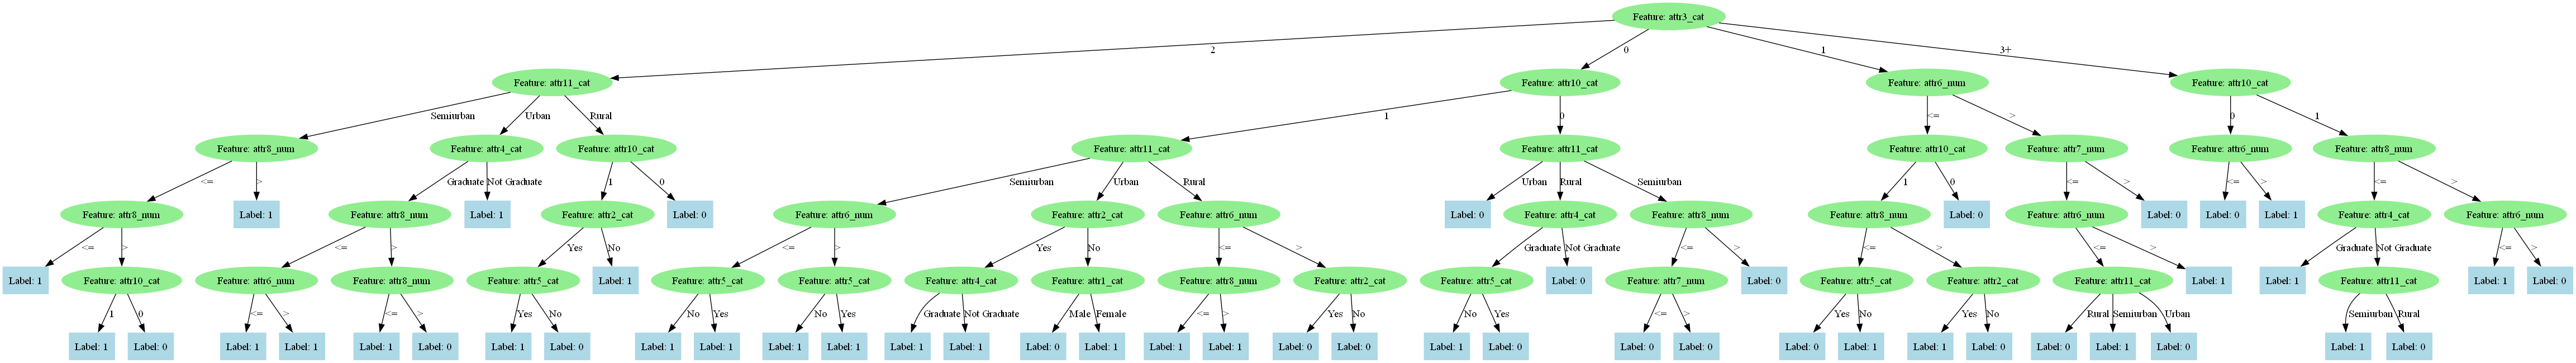 Feature: attr3_cat
2
0
1
3+
Feature: attr11_cat
Feature: attr10_cat
Feature: attr6_num
Feature: attr10_cat
Semiurban
Urban
Rural
1
0
<=
>
0
1
Feature: attr8_num
Feature: attr4_cat
Feature: attr10_cat
Feature: attr11_cat
Feature: attr11_cat
Feature: attr10_cat
Feature: attr7_num
Feature: attr6_num
Feature: attr8_num
<=
>
Graduate
Not Graduate
1
0
Semiurban
Urban
Rural
Urban
Rural
Semiurban
1
0
<=
>
<=
>
<=
>
Feature: attr8_num
Label: 1
Feature: attr8_num
Label: 1
Feature: attr2_cat
Label: 0
Feature: attr6_num
Feature: attr2_cat
Feature: attr6_num
Label: 0
Feature: attr4_cat
Feature: attr8_num
Feature: attr8_num
Label: 0
Feature: attr6_num
Label: 0
Label: 0
Label: 1
Feature: attr4_cat
Feature: attr6_num
<=
>
<=
>
Yes
No
<=
>
Yes
No
<=
>
Graduate
Not Graduate
<=
>
<=
>
<=
>
Graduate
Not Graduate
<=
>
Label: 1
Feature: attr10_cat
Feature: attr6_num
Feature: attr8_num
Feature: attr5_cat
Label: 1
Feature: attr5_cat
Feature: attr5_cat
Feature: attr4_cat
Feature: attr1_cat
Feature: attr8_num
Feature: attr2_cat
Feature: attr5_cat
Label: 0
Feature: attr7_num
Label: 0
Feature: attr5_cat
Feature: attr2_cat
Feature: attr11_cat
Label: 1
Label: 1
Feature: attr11_cat
Label: 1
Label: 0
1
0
<=
>
<=
>
Yes
No
No
Yes
No
Yes
Graduate
Not Graduate
Male
Female
<=
>
Yes
No
No
Yes
<=
>
Yes
No
Yes
No
Rural
Semiurban
Urban
Semiurban
Rural
Label: 1
Label: 0
Label: 1
Label: 1
Label: 1
Label: 0
Label: 1
Label: 0
Label: 1
Label: 1
Label: 1
Label: 1
Label: 1
Label: 1
Label: 0
Label: 1
Label: 1
Label: 1
Label: 0
Label: 0
Label: 1
Label: 0
Label: 0
Label: 0
Label: 0
Label: 1
Label: 1
Label: 0
Label: 0
Label: 1
Label: 0
Label: 1
Label: 0